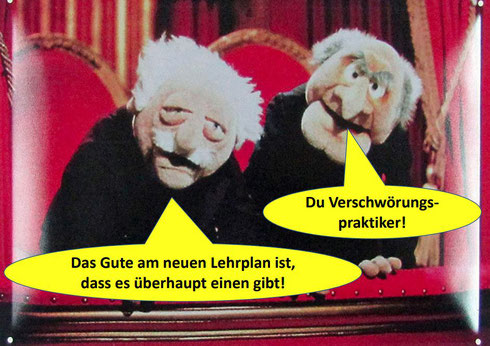 Du Verschwörungs-
praktiker!
Das Gute am neuen Lehrplan ist,
dass es überhaupt einen gibt!